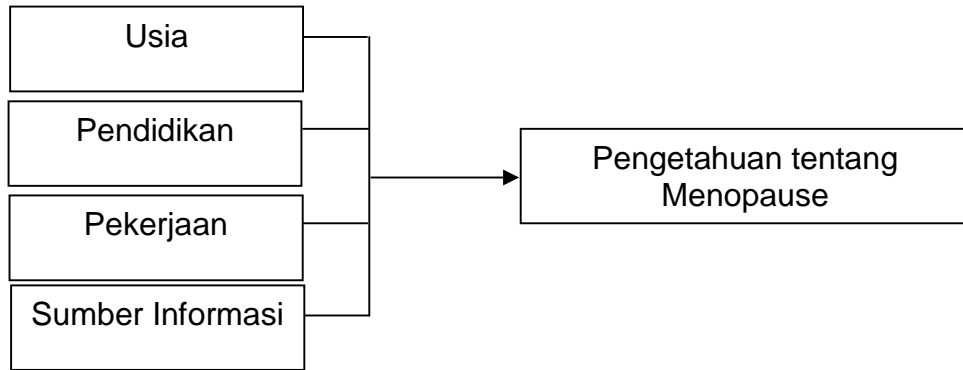 Usia
Pendidikan
Pekerjaan
Sumber Informasi
Pengetahuan tentang
Menopause